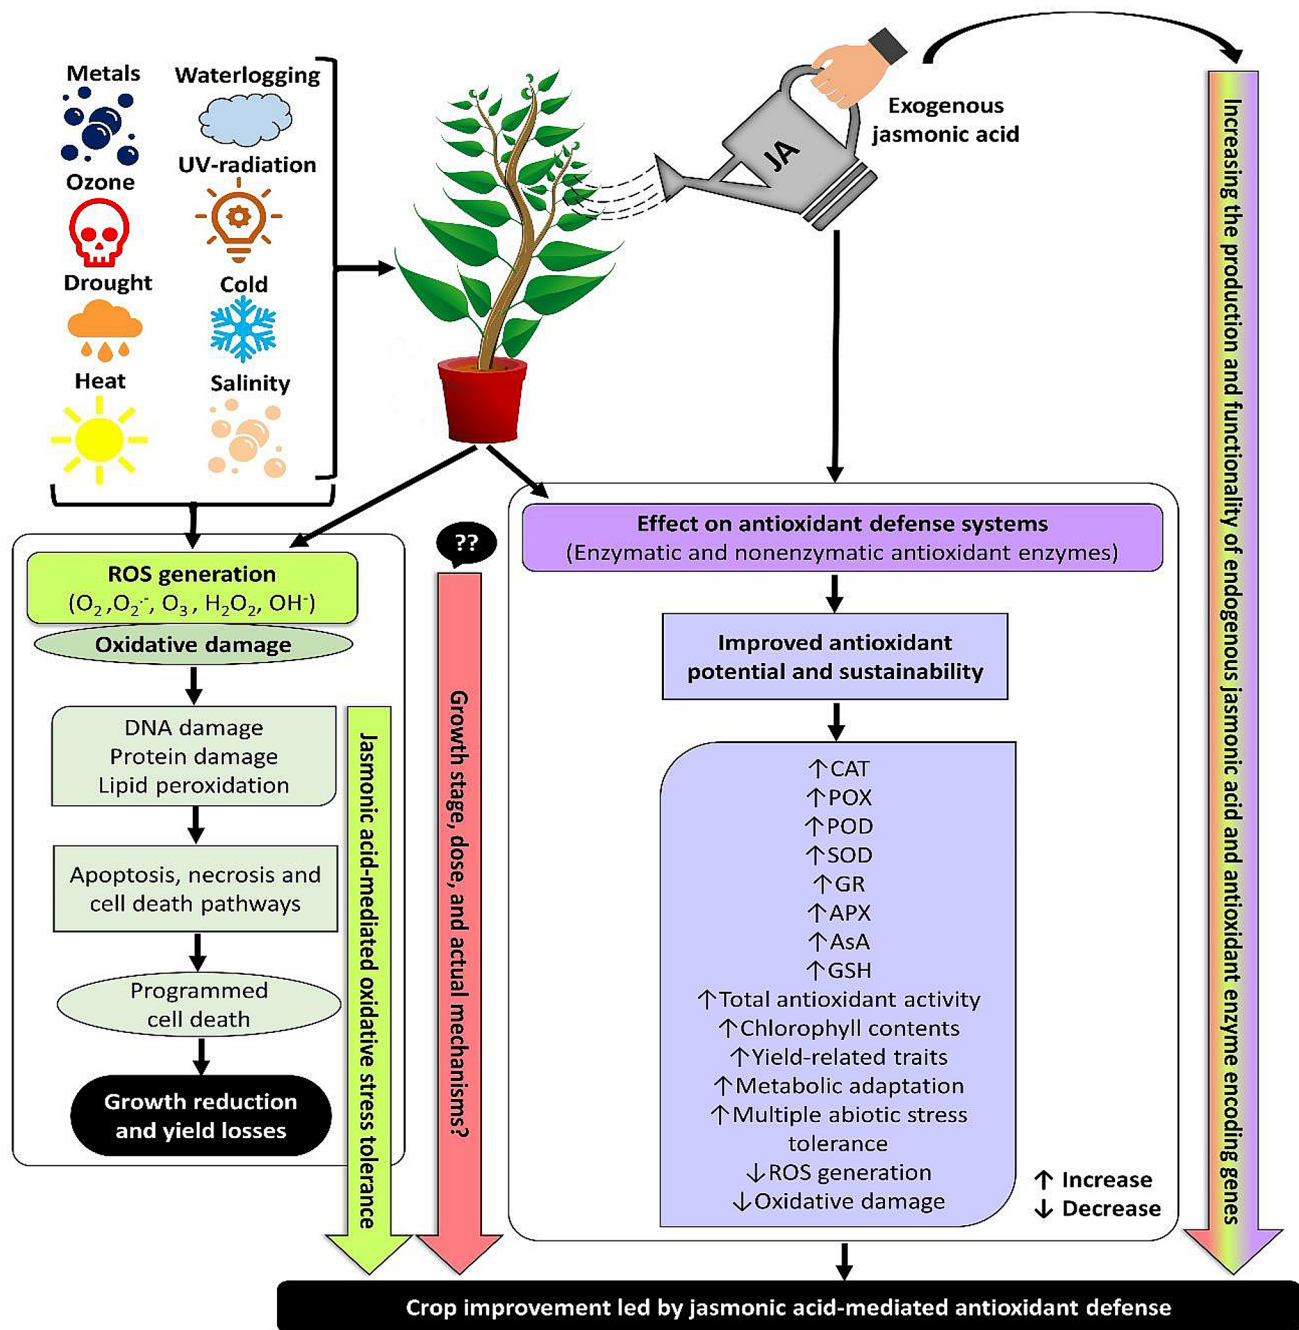 Metals
Waterlogging
Ozone
UV-radiation
Drought
Cold
Heat
Salinity
JA
Exogenous
jasmonic acid
Increasing the production and functionality of endogenous jasmonic acid and antioxidant enzyme encoding genes
ROS generation
(O₂ ,O₂·⁻, O₃ , H₂O₂, OH⁻)
Oxidative damage
DNA damage
Protein damage
Lipid peroxidation
Apoptosis, necrosis and
cell death pathways
Programmed
cell death
Growth reduction
and yield losses
Jasmonic acid-mediated oxidative stress tolerance
??
Growth stage, dose, and actual mechanisms?
Effect on antioxidant defense systems
(Enzymatic and nonenzymatic antioxidant enzymes)
Improved antioxidant
potential and sustainability
↑CAT
↑POX
↑POD
↑SOD
↑GR
↑APX
↑AsA
↑GSH
↑Total antioxidant activity
↑Chlorophyll contents
↑Yield-related traits
↑Metabolic adaptation
↑Multiple abiotic stress
tolerance
↓ROS generation
↓Oxidative damage
↑ Increase
↓ Decrease
Crop improvement led by jasmonic acid-mediated antioxidant defense